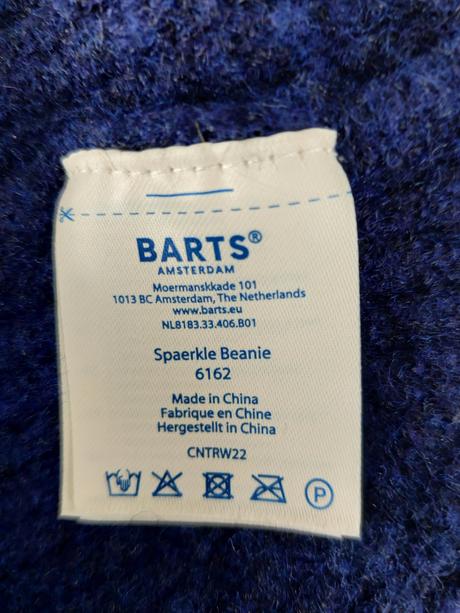 BARTS®
AMSTERDAM
Moermanskkade 101
1013 BC Amsterdam, The Netherlands
www.barts.eu
NL8183.33.406.B01
Spaerkle Beanie
6162
Made in China
Fabrique en Chine
Hergestellt in China
CNTRW22
P